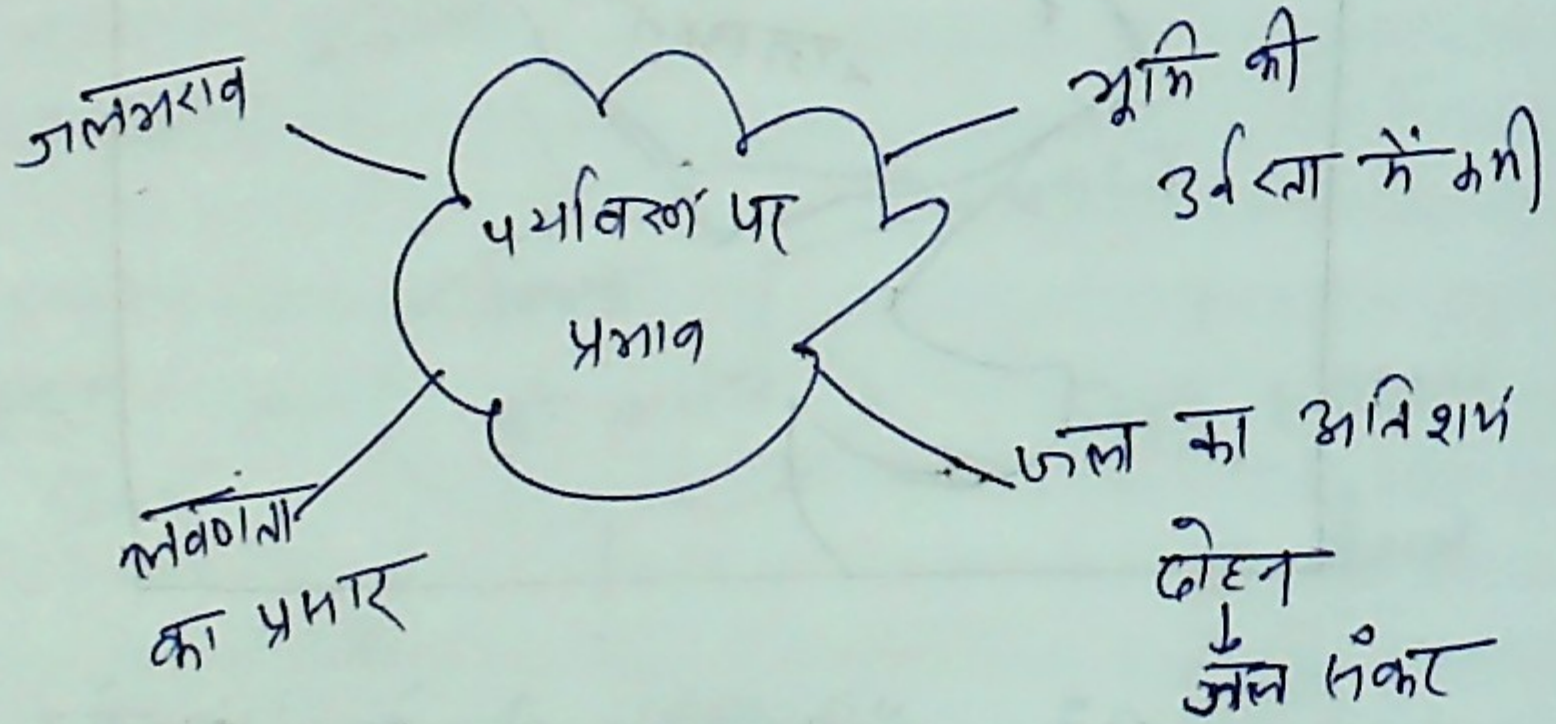 जलभराव
पर्यावरण पर
प्रभाव
भूमि की
उर्वरता में कमी
लवणता
का प्रसार
जल का अतिशय
दोहन
↓
जल संकट